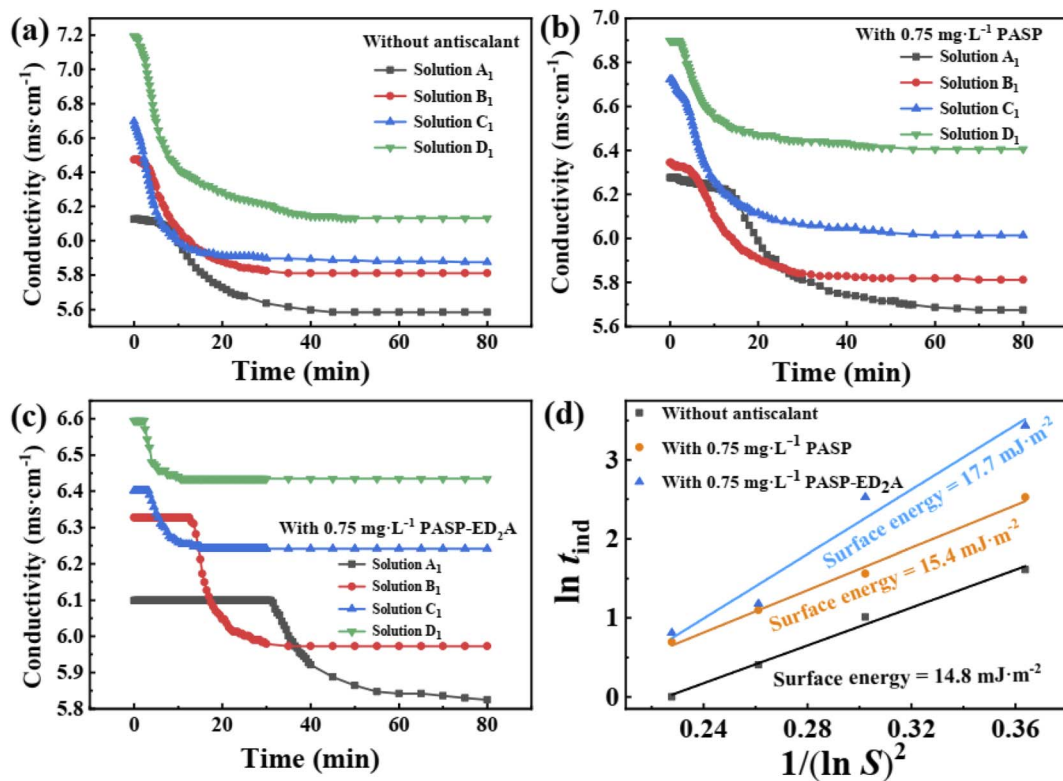 (a)
Without antiscalant
Solution A₁
Solution B₁
Solution C₁
Solution D₁
Conductivity (ms·cm⁻¹)
7.2
6.8
6.4
6.0
5.6
0 20 40 60 80
Time (min)
(b)
With 0.75 mg·L⁻¹ PASP
Solution A₁
Solution B₁
Solution C₁
Solution D₁
Conductivity (ms·cm⁻¹)
7.0
6.8
6.6
6.4
6.2
6.0
5.8
5.6
0 20 40 60 80
Time (min)
(c)
With 0.75 mg·L⁻¹ PASP-ED₂A
Solution A₁
Solution B₁
Solution C₁
Solution D₁
Conductivity (ms·cm⁻¹)
6.6
6.5
6.4
6.3
6.2
6.1
6.0
5.9
5.8
0 20 40 60 80
Time (min)
(d)
Without antiscalant
With 0.75 mg·L⁻¹ PASP
With 0.75 mg·L⁻¹ PASP-ED₂A
Surface energy = 17.7 mJ·m⁻²
Surface energy = 15.4 mJ·m⁻²
Surface energy = 14.8 mJ·m⁻²
ln t_ind
3
2
1
0
0.24 0.28 0.32 0.36
1/(ln S)²